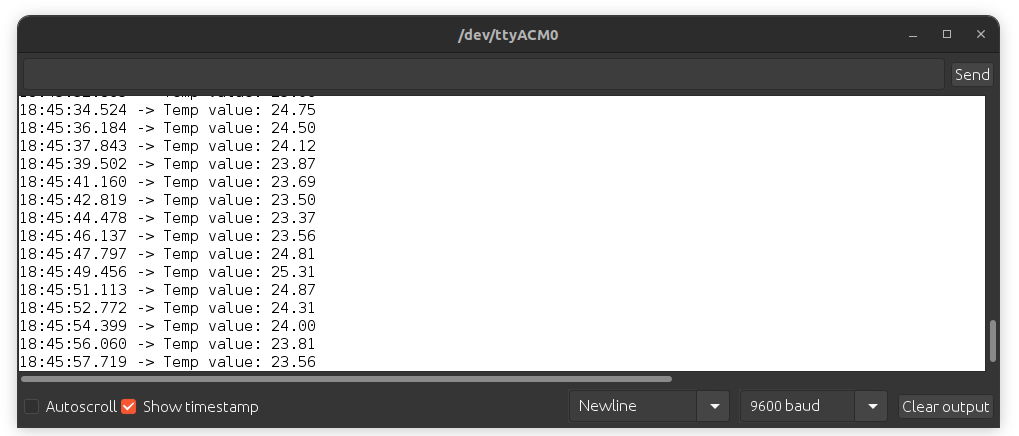 /dev/ttyACM0
Send
18:45:34.524 -> Temp value: 24.75
18:45:36.184 -> Temp value: 24.50
18:45:37.843 -> Temp value: 24.12
18:45:39.502 -> Temp value: 23.87
18:45:41.160 -> Temp value: 23.69
18:45:42.819 -> Temp value: 23.50
18:45:44.478 -> Temp value: 23.37
18:45:46.137 -> Temp value: 23.56
18:45:47.797 -> Temp value: 24.81
18:45:49.456 -> Temp value: 25.31
18:45:51.113 -> Temp value: 24.87
18:45:52.772 -> Temp value: 24.31
18:45:54.399 -> Temp value: 24.00
18:45:56.060 -> Temp value: 23.81
18:45:57.719 -> Temp value: 23.56
Autoscroll Show timestamp Newline 9600 baud Clear output